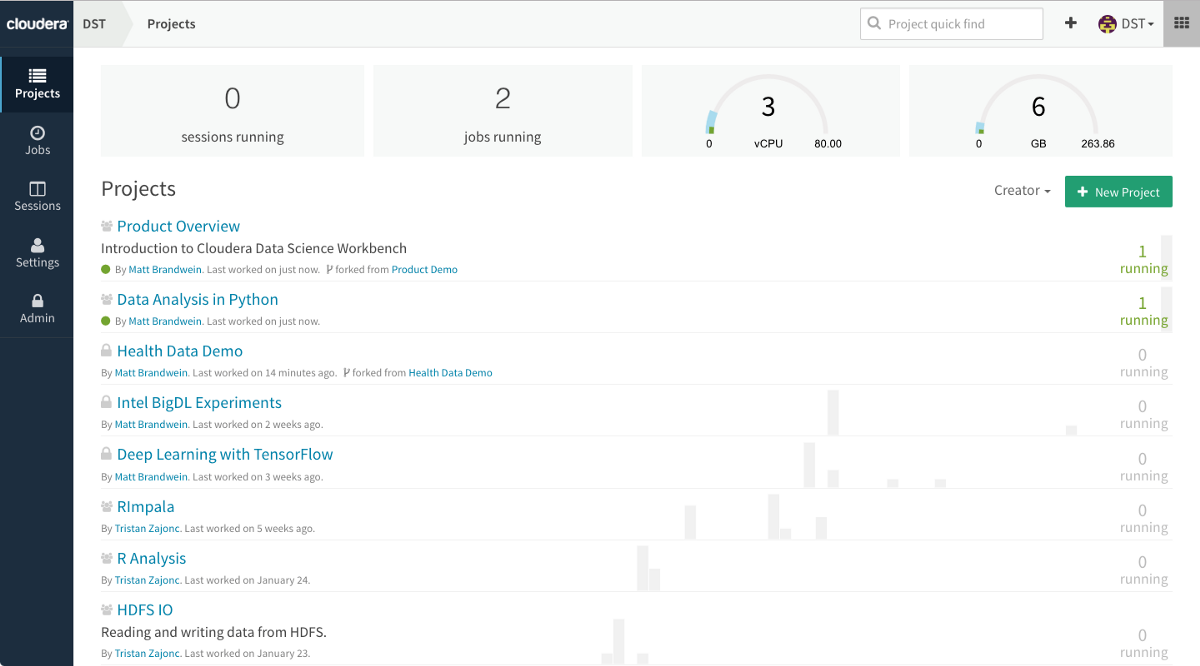 cloudera
DST
Projects
Project quick find
DST
Projects
Jobs
Sessions
Settings
Admin
0
sessions running
2
jobs running
3
0 vCPU 80.00
6
0 GB 263.86
Projects
Creator
New Project
Product Overview
Introduction to Cloudera Data Science Workbench
By Matt Brandwein. Last worked on just now. forked from Product Demo
1
running
Data Analysis in Python
By Matt Brandwein. Last worked on just now.
1
running
Health Data Demo
By Matt Brandwein. Last worked on 14 minutes ago. forked from Health Data Demo
0
running
Intel BigDL Experiments
By Matt Brandwein. Last worked on 2 weeks ago.
0
running
Deep Learning with TensorFlow
By Matt Brandwein. Last worked on 3 weeks ago.
0
running
RImpala
By Tristan Zajonc. Last worked on 5 weeks ago.
0
running
R Analysis
By Tristan Zajonc. Last worked on January 24.
0
running
HDFS IO
Reading and writing data from HDFS.
By Tristan Zajonc. Last worked on January 23.
0
running